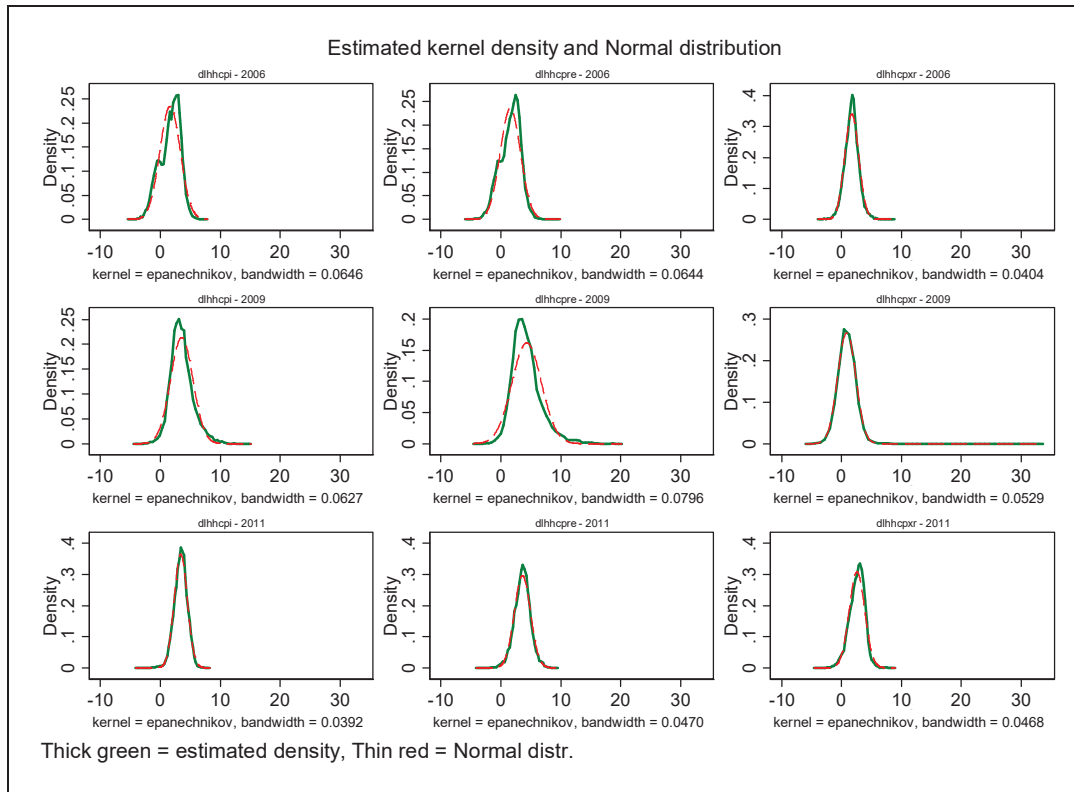 Estimated kernel density and Normal distribution
dlhhcpi - 2006
Density
0 .05 .1 .15 .2 .25
-10 0 10 20 30
kernel = epanechnikov, bandwidth = 0.0646
dlhhcpre - 2006
Density
0 .05 .1 .15 .2 .25
-10 0 10 20 30
kernel = epanechnikov, bandwidth = 0.0644
dlhhcpxr - 2006
Density
0 .1 .2 .3 .4
-10 0 10 20 30
kernel = epanechnikov, bandwidth = 0.0404
dlhhcpi - 2009
Density
0 .05 .1 .15 .2 .25
-10 0 10 20 30
kernel = epanechnikov, bandwidth = 0.0627
dlhhcpre - 2009
Density
0 .05 .1 .15 .2
-10 0 10 20 30
kernel = epanechnikov, bandwidth = 0.0796
dlhhcpxr - 2009
Density
0 .1 .2 .3
-10 0 10 20 30
kernel = epanechnikov, bandwidth = 0.0529
dlhhcpi - 2011
Density
0 .1 .2 .3 .4
-10 0 10 20 30
kernel = epanechnikov, bandwidth = 0.0392
dlhhcpre - 2011
Density
0 .1 .2 .3 .4
-10 0 10 20 30
kernel = epanechnikov, bandwidth = 0.0470
dlhhcpxr - 2011
Density
0 .1 .2 .3 .4
-10 0 10 20 30
kernel = epanechnikov, bandwidth = 0.0468
Thick green = estimated density, Thin red = Normal distr.